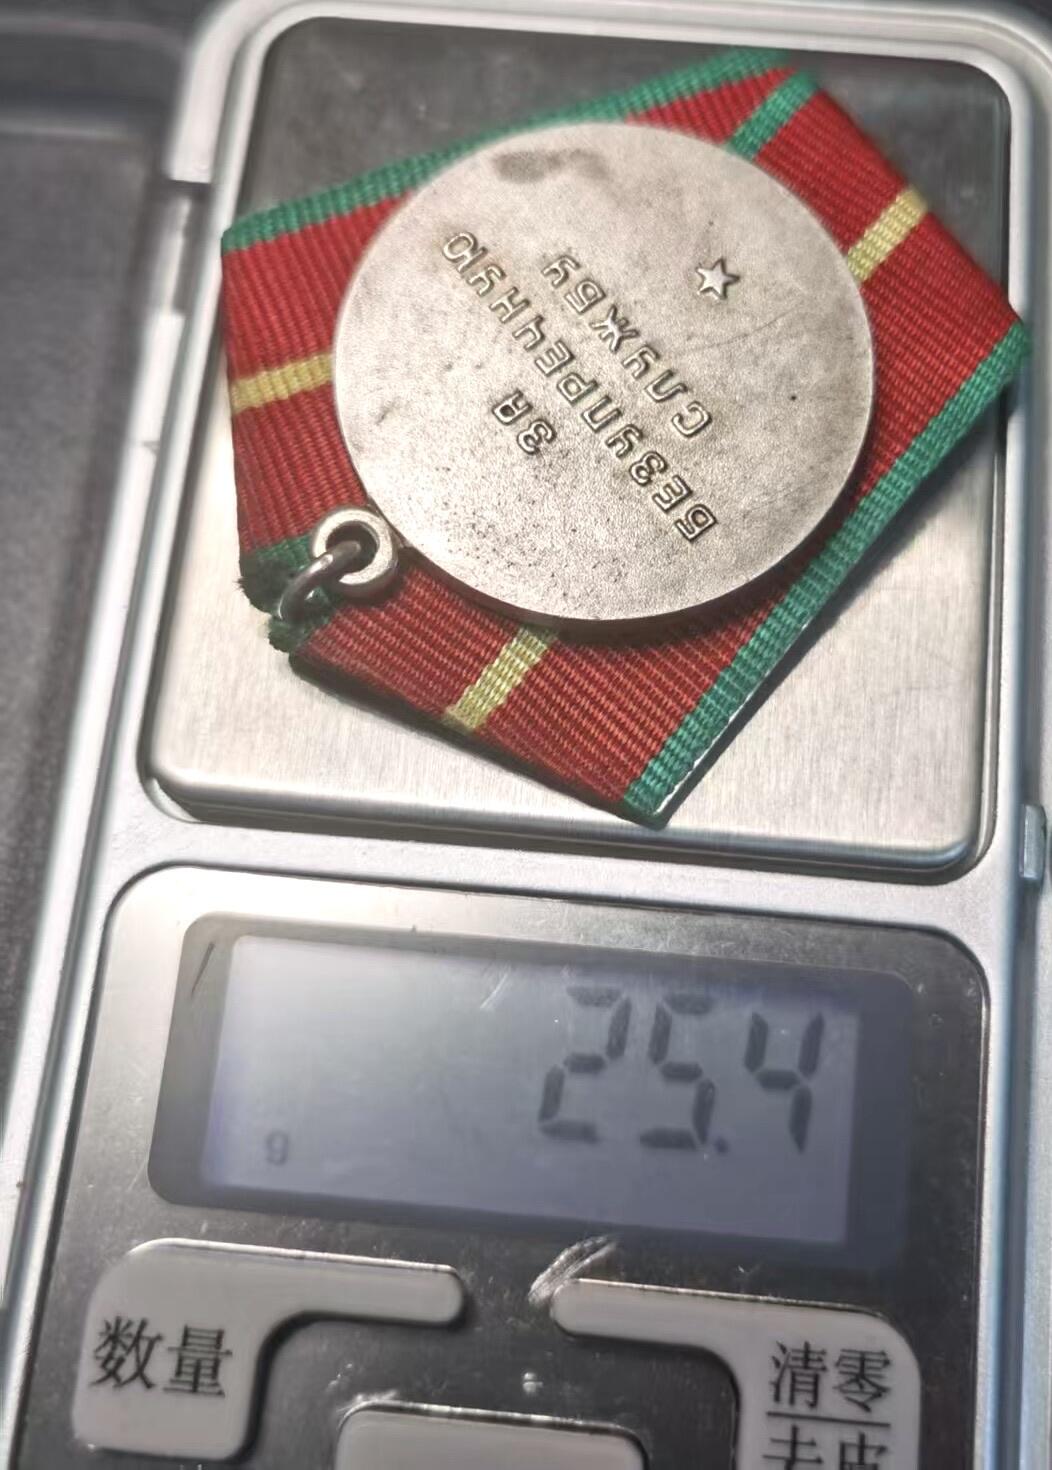 ЗА
БЕЗУПРЕЧНУЮ
СЛУЖБУ
25.4
g
数量
清零
去皮